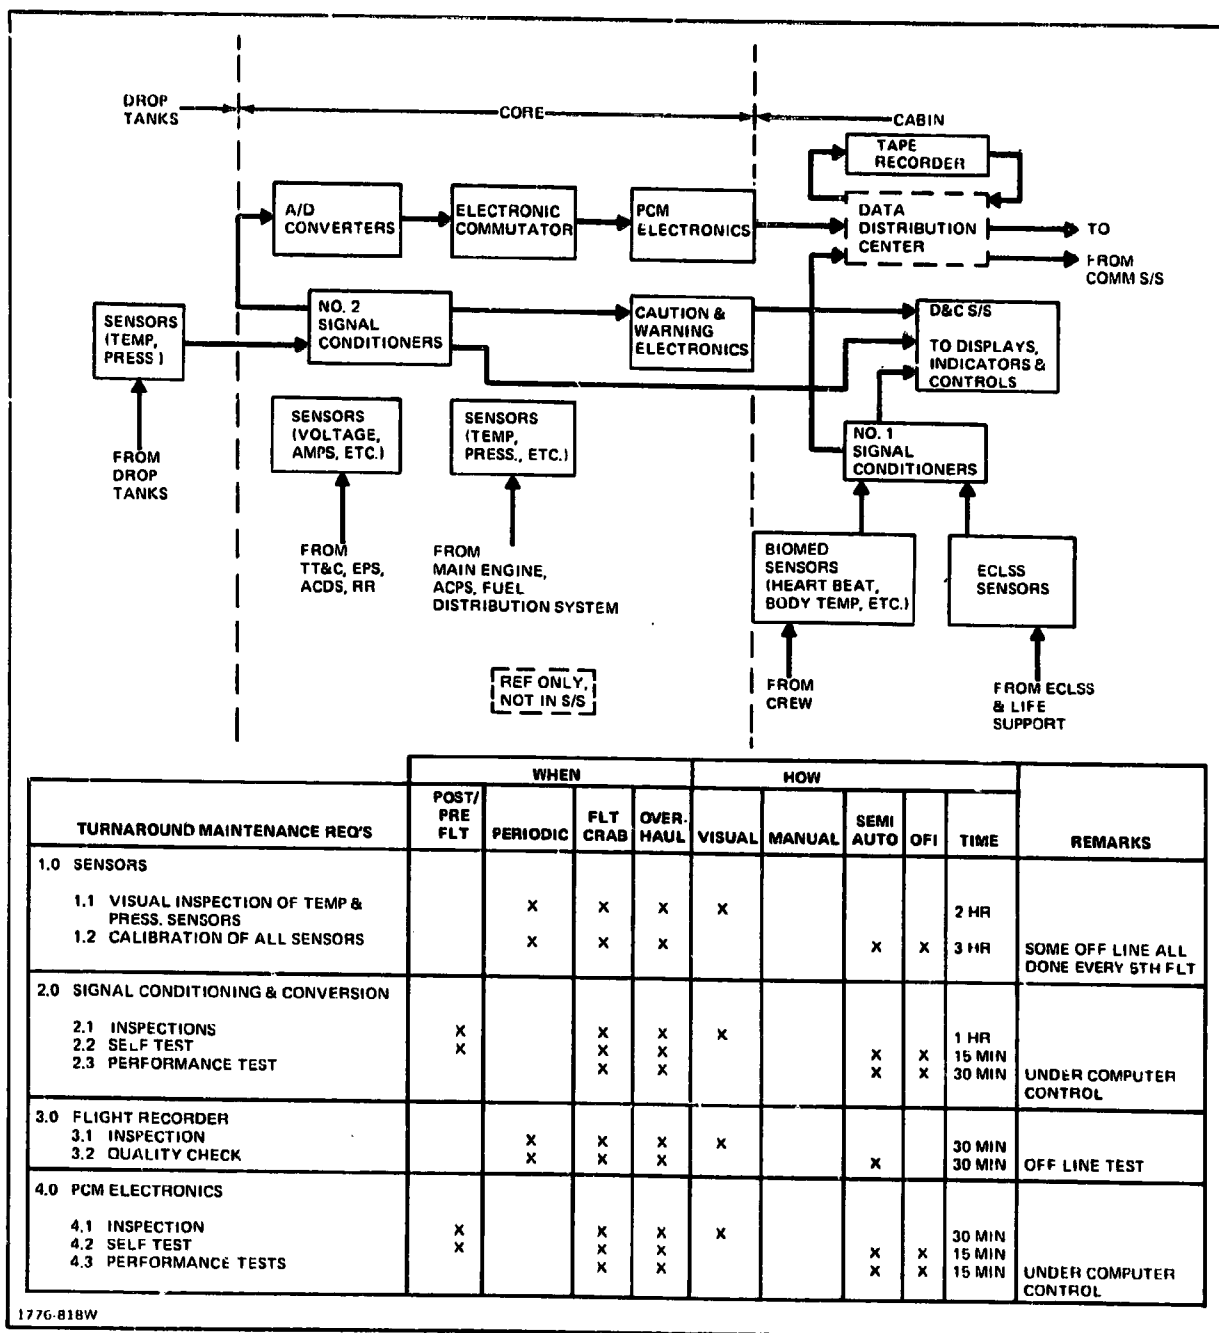 DROP
TANKS
CORE
CABIN
TAPE
RECORDER
A/D
CONVERTERS
ELECTRONIC
COMMUTATOR
PCM
ELECTRONICS
DATA
DISTRIBUTION
CENTER
TO
FROM
COMM S/S
SENSORS
(TEMP,
PRESS)
NO. 2
SIGNAL
CONDITIONERS
CAUTION &
WARNING
ELECTRONICS
D&C S/S
TO DISPLAYS,
INDICATORS &
CONTROLS
SENSORS
(VOLTAGE,
AMPS, ETC.)
SENSORS
(TEMP,
PRESS., ETC.)
NO. 1
SIGNAL
CONDITIONERS
FROM
DROP
TANKS
FROM
TT&C, EPS,
ACDS, RR
FROM
MAIN ENGINE,
ACPS, FUEL
DISTRIBUTION SYSTEM
BIOMED
SENSORS
(HEART BEAT,
BODY TEMP, ETC.)
ECLSS
SENSORS
REF ONLY,
NOT IN S/S
FROM
CREW
FROM ECLSS
& LIFE
SUPPORT
WHEN HOW
TURNAROUND MAINTENANCE REQ'S POST/ PRE FLT PERIODIC FLT CRAB OVER- HAUL VISUAL MANUAL SEMI AUTO OFI TIME REMARKS
1.0 SENSORS
1.1 VISUAL INSPECTION OF TEMP & X X X X 2 HR
PRESS. SENSORS
1.2 CALIBRATION OF ALL SENSORS X X X X X 3 HR SOME OFF LINE ALL
DONE EVERY 5TH FLT
2.0 SIGNAL CONDITIONING & CONVERSION
2.1 INSPECTIONS X X X X 1 HR
2.2 SELF TEST X X X X X 15 MIN
2.3 PERFORMANCE TEST X X X X 30 MIN UNDER COMPUTER
CONTROL
3.0 FLIGHT RECORDER
3.1 INSPECTION X X X X 30 MIN
3.2 QUALITY CHECK X X X X 30 MIN OFF LINE TEST
4.0 PCM ELECTRONICS
4.1 INSPECTION X X X X 30 MIN
4.2 SELF TEST X X X X X 15 MIN
4.3 PERFORMANCE TESTS X X X X 15 MIN UNDER COMPUTER
CONTROL
1776-818W